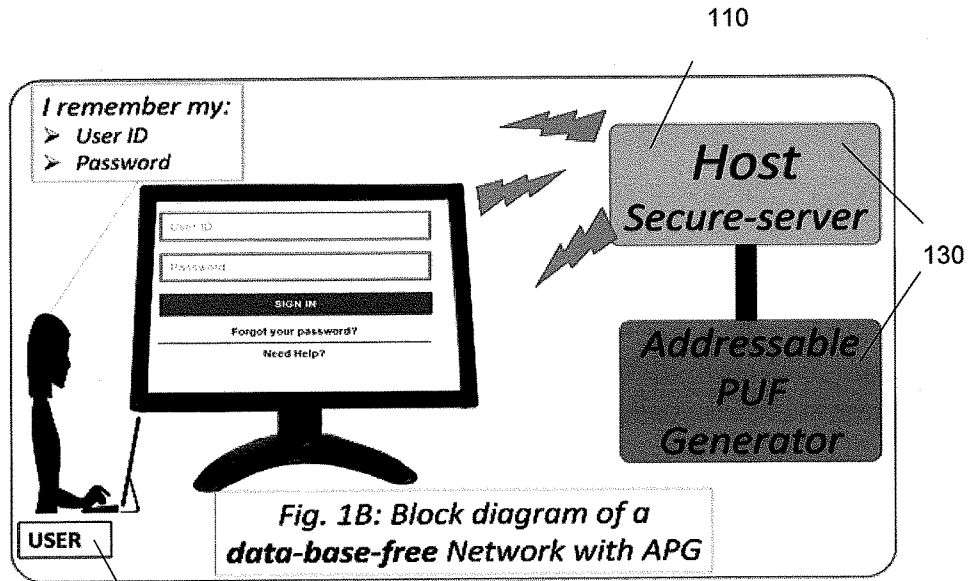 110
I remember my:
➢ User ID
➢ Password
User ID
Password
SIGN IN
Forgot your password?
Need Help?
Host
Secure-server
130
Addressable
PUF
Generator
USER
Fig. 1B: Block diagram of a
data-base-free Network with APG